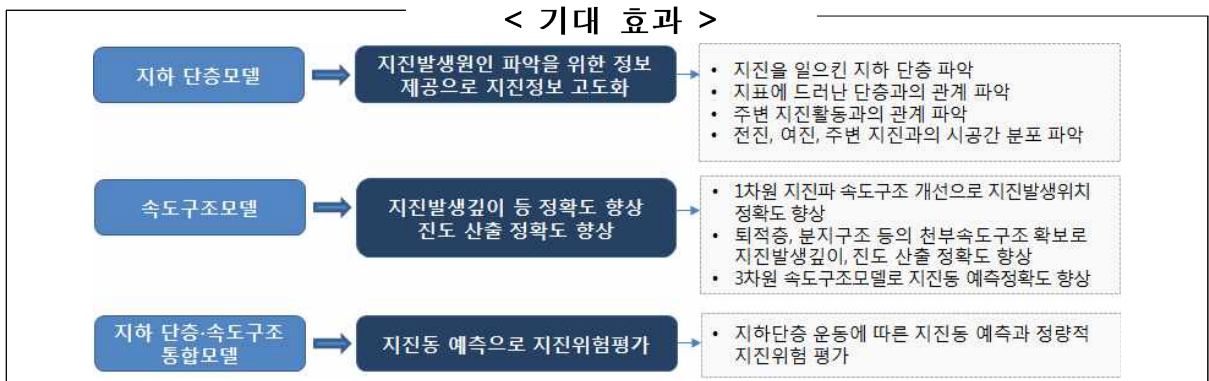 < 기대 효과 >
지하 단층모델
지진발생원인 파악을 위한 정보
제공으로 지진정보 고도화
• 지진을 일으킨 지하 단층 파악
• 지표에 드러난 단층과의 관계 파악
• 주변 지진활동과의 관계 파악
• 전진, 여진, 주변 지진과의 시공간 분포 파악
속도구조모델
지진발생깊이 등 정확도 향상
진도 산출 정확도 향상
• 1차원 지진파 속도구조 개선으로 지진발생위치
정확도 향상
• 퇴적층, 분지구조 등의 천부속도구조 확보로
지진발생깊이, 진도 산출 정확도 향상
• 3차원 속도구조모델로 지진동 예측정확도 향상
지하 단층·속도구조
통합모델
지진동 예측으로 지진위험평가
• 지하단층 운동에 따른 지진동 예측과 정량적
지진위험 평가